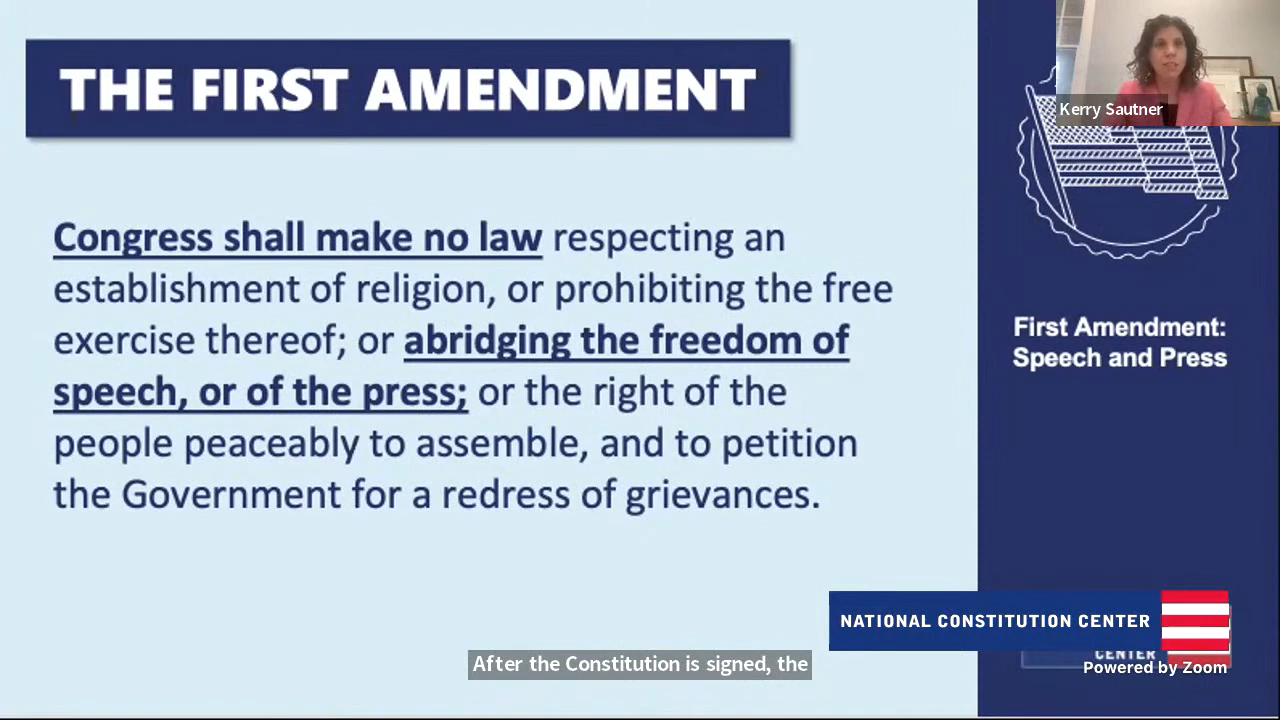 THE FIRST AMENDMENT
Kerry Sautner
Congress shall make no law respecting an
establishment of religion, or prohibiting the free
exercise thereof; or abridging the freedom of
speech, or of the press; or the right of the
people peaceably to assemble, and to petition
the Government for a redress of grievances.
First Amendment:
Speech and Press
NATIONAL CONSTITUTION CENTER
CENTER
After the Constitution is signed, the
Powered by Zoom